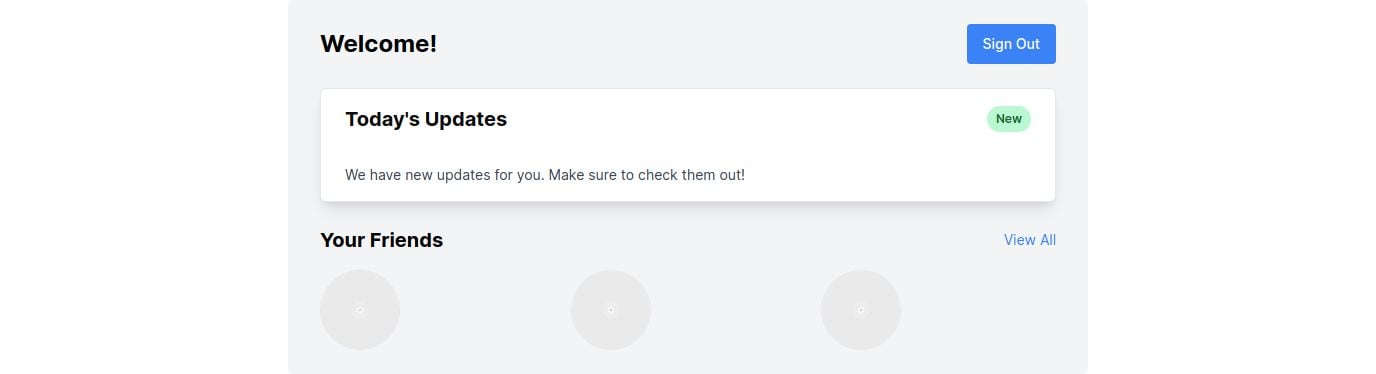 Welcome!
Sign Out
Today's Updates
New
We have new updates for you. Make sure to check them out!
Your Friends
View All